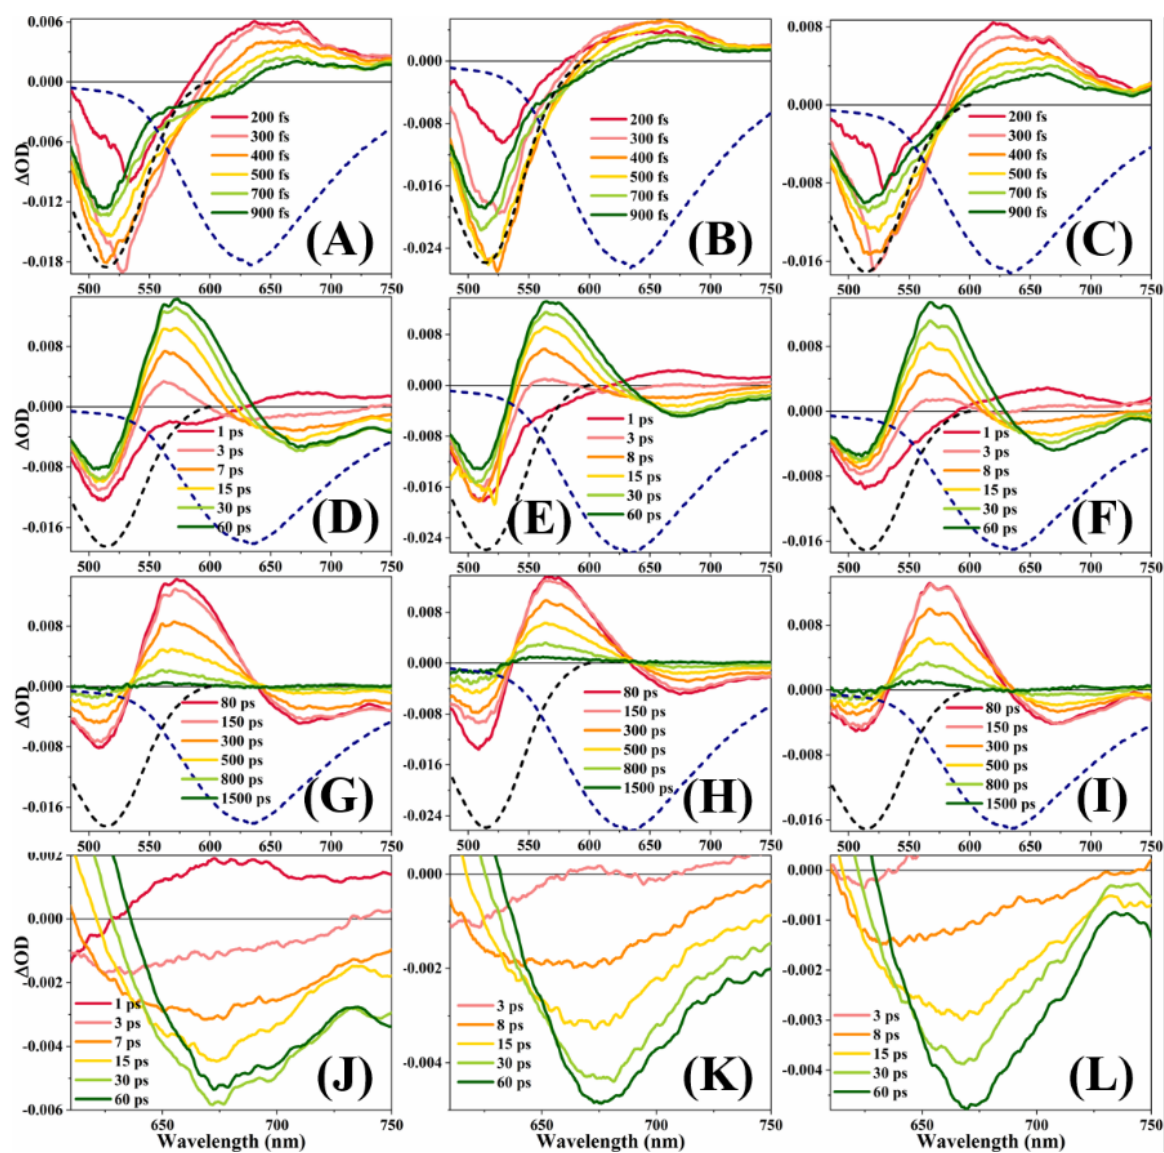 0.006
0.000
-0.006
-0.012
-0.018
ΔOD
200 fs
300 fs
400 fs
500 fs
700 fs
900 fs
(A)
500 550 600 650 700 750
0.000
-0.008
-0.016
-0.024
200 fs
300 fs
400 fs
500 fs
700 fs
900 fs
(B)
500 550 600 650 700 750
0.008
0.000
-0.008
-0.016
200 fs
300 fs
400 fs
500 fs
700 fs
900 fs
(C)
500 550 600 650 700 750
0.008
0.000
-0.008
-0.016
ΔOD
1 ps
3 ps
7 ps
15 ps
30 ps
60 ps
(D)
500 550 600 650 700 750
0.008
0.000
-0.008
-0.016
-0.024
1 ps
3 ps
8 ps
15 ps
30 ps
60 ps
(E)
500 550 600 650 700 750
0.008
0.000
-0.008
-0.016
1 ps
3 ps
8 ps
15 ps
30 ps
60 ps
(F)
500 550 600 650 700 750
0.008
0.000
-0.008
-0.016
ΔOD
80 ps
150 ps
300 ps
500 ps
800 ps
1500 ps
(G)
500 550 600 650 700 750
0.008
0.000
-0.008
-0.016
-0.024
80 ps
150 ps
300 ps
500 ps
800 ps
1500 ps
(H)
500 550 600 650 700 750
0.008
0.000
-0.008
-0.016
80 ps
150 ps
300 ps
500 ps
800 ps
1500 ps
(I)
500 550 600 650 700 750
0.002
0.000
-0.002
-0.004
-0.006
ΔOD
1 ps
3 ps
7 ps
15 ps
30 ps
60 ps
(J)
650 700 750
Wavelength (nm)
0.000
-0.002
-0.004
3 ps
8 ps
15 ps
30 ps
60 ps
(K)
650 700 750
Wavelength (nm)
0.000
-0.001
-0.002
-0.003
-0.004
3 ps
8 ps
15 ps
30 ps
60 ps
(L)
650 700 750
Wavelength (nm)